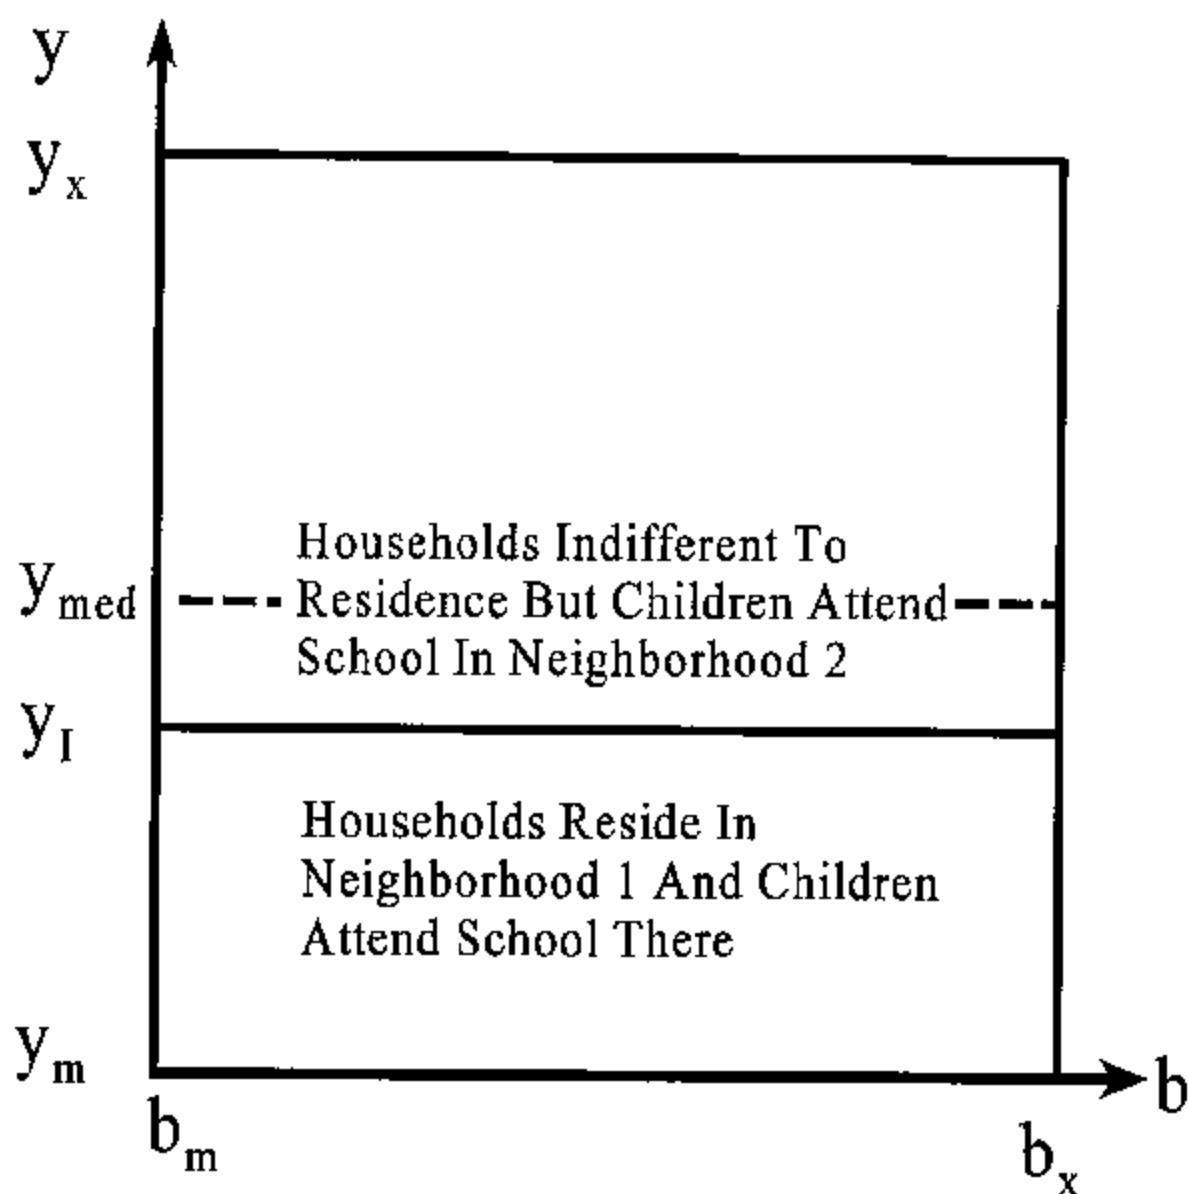 y
y_x
Households Indifferent To
y_med
Residence But Children Attend
School In Neighborhood 2
y_I
Households Reside In
Neighborhood 1 And Children
Attend School There
y_m
b
b_m
b_x